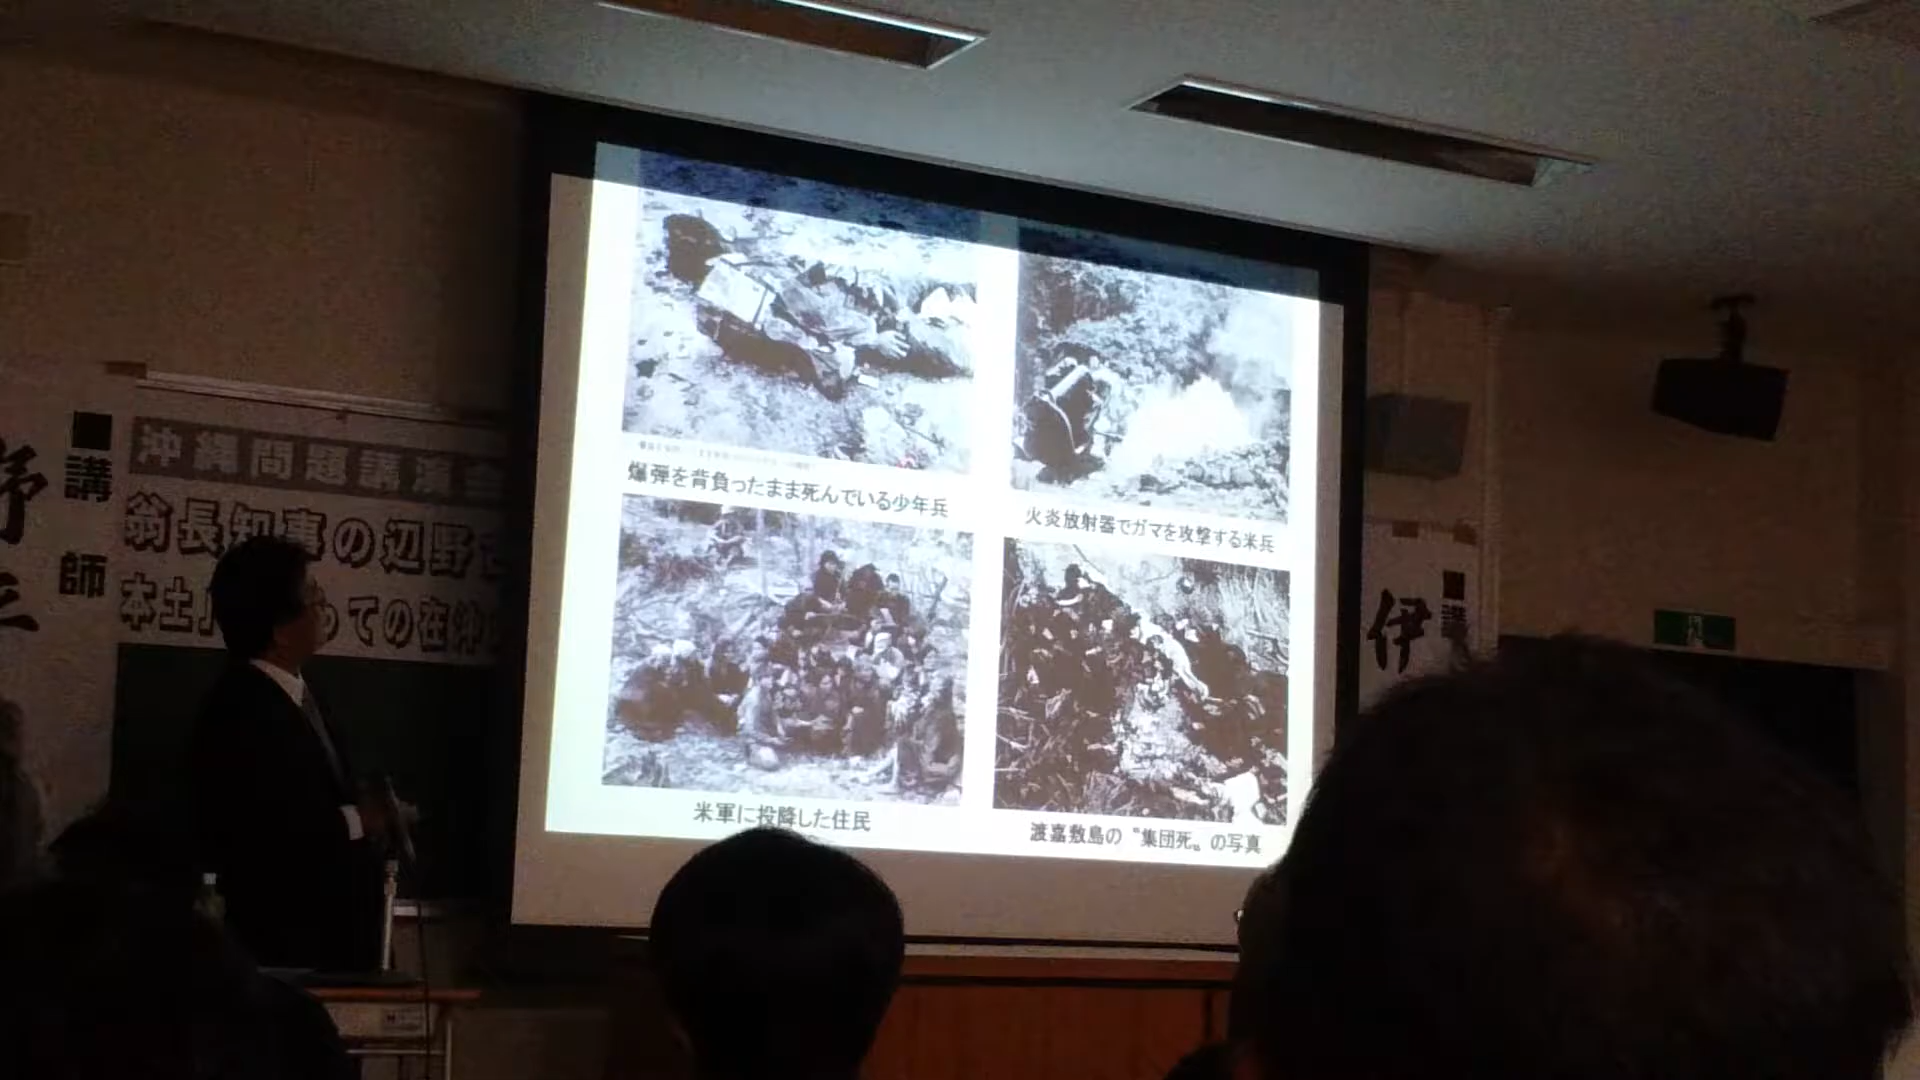 講師
沖縄問題講演会
翁長知事の辺野古
本土」
っての在沖
爆弾を背負ったまま死んでいる少年兵
火炎放射器でガマを攻撃する米兵
米軍に投降した住民
渡嘉敷島の〝集団死〟の写真
講
伊